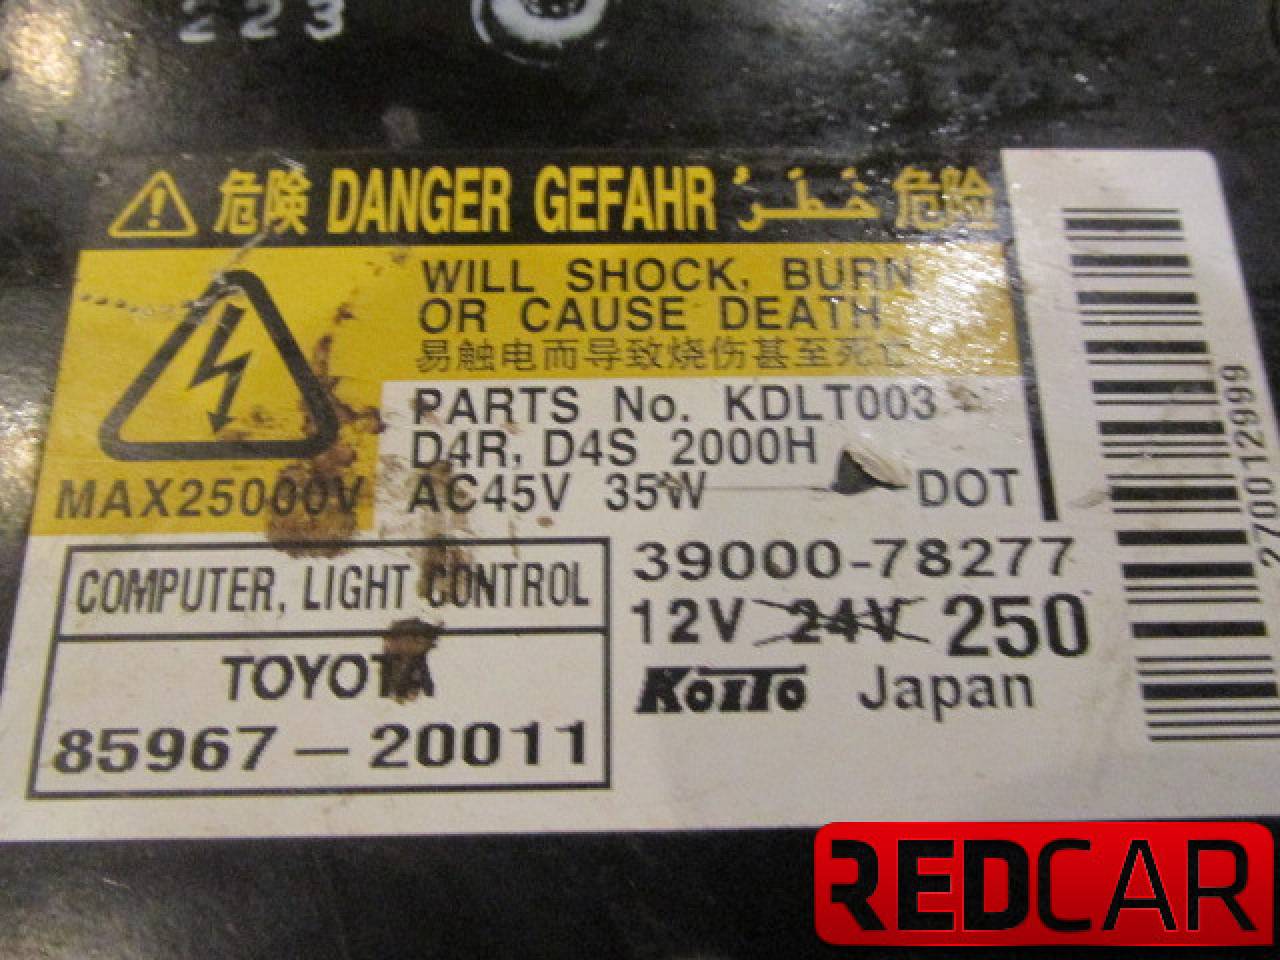 223
危険 DANGER GEFAHR خَطَرٌ 危险
WILL SHOCK, BURN
OR CAUSE DEATH
易触电而导致烧伤甚至死亡
MAX25000V
PARTS No. KDLT003
D4R, D4S 2000H
AC45V 35W DOT
COMPUTER, LIGHT CONTROL
TOYOTA
85967-20011
39000-78277
12V 24V 250
KOITO Japan
270012999
REDCAR